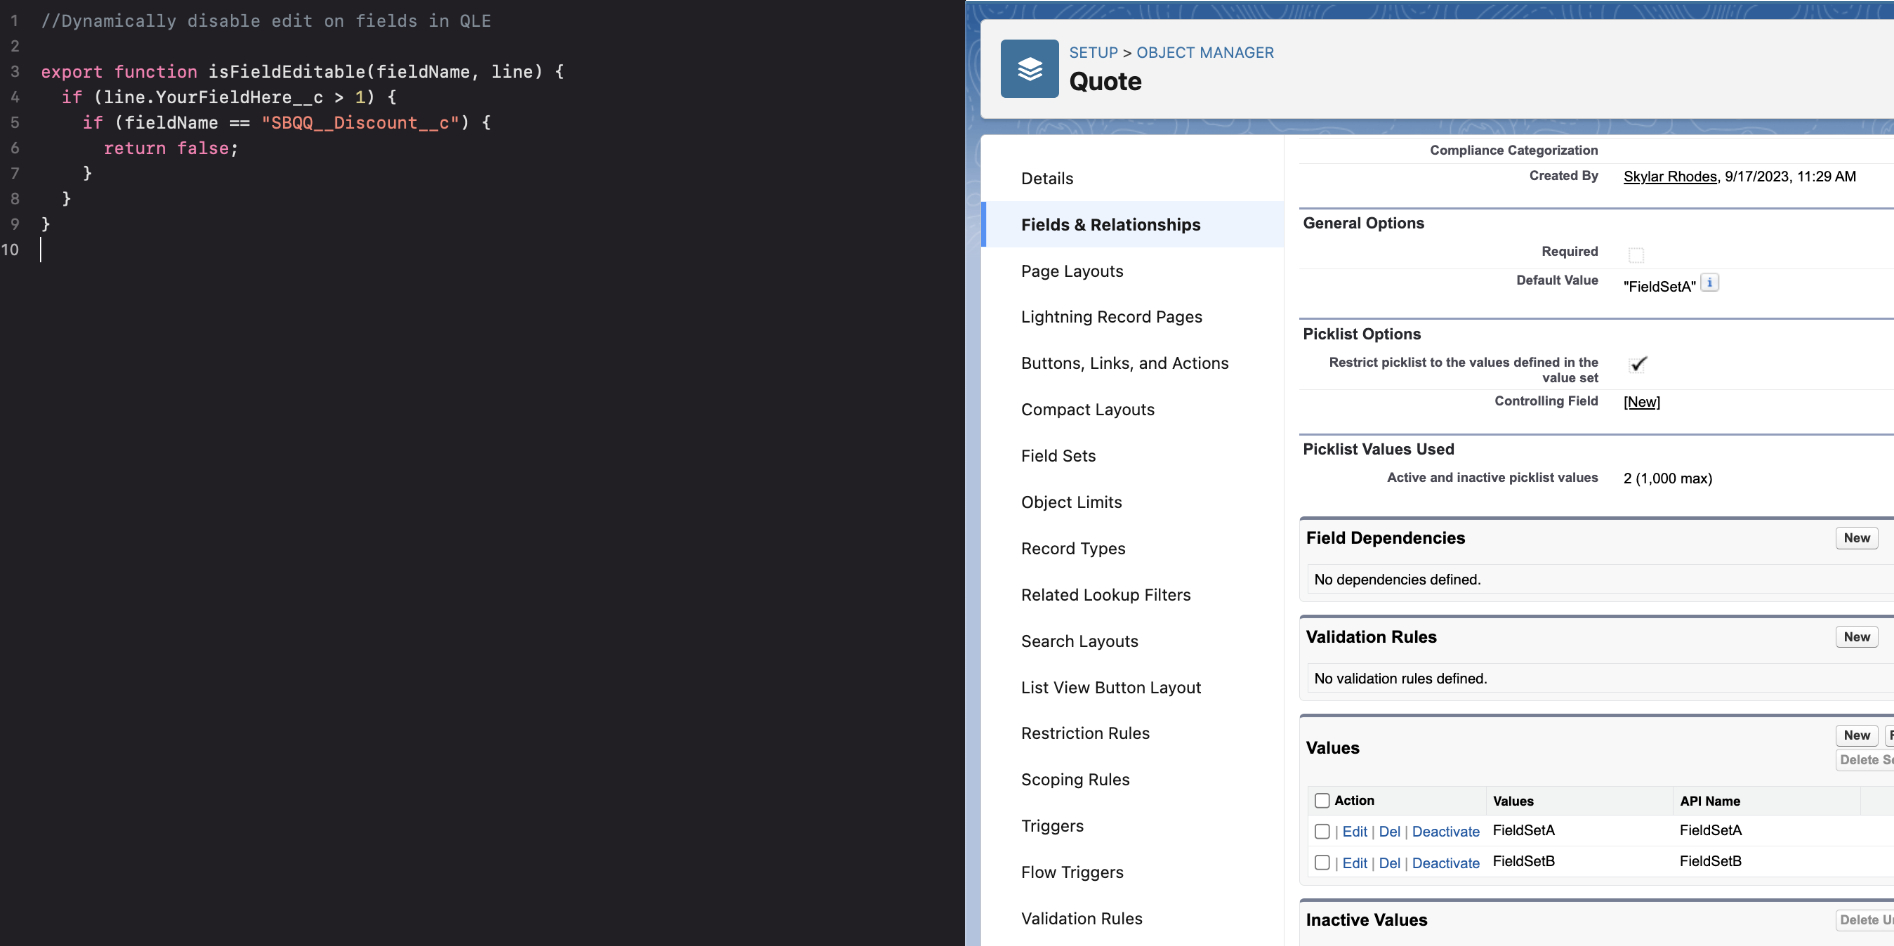 1 //Dynamically disable edit on fields in QLE
2
3 export function isFieldEditable(fieldName, line) {
4   if (line.YourFieldHere__c > 1) {
5     if (fieldName == "SBQQ__Discount__c") {
6       return false;
7     }
8   }
9 }
10
SETUP > OBJECT MANAGER
Quote
Details
Fields & Relationships
Page Layouts
Lightning Record Pages
Buttons, Links, and Actions
Compact Layouts
Field Sets
Object Limits
Record Types
Related Lookup Filters
Search Layouts
List View Button Layout
Restriction Rules
Scoping Rules
Triggers
Flow Triggers
Validation Rules
Compliance Categorization
Created By Skylar Rhodes, 9/17/2023, 11:29 AM
General Options
Required
Default Value "FieldSetA" i
Picklist Options
Restrict picklist to the values defined in the
value set
Controlling Field [New]
Picklist Values Used
Active and inactive picklist values 2 (1,000 max)
Field Dependencies New
No dependencies defined.
Validation Rules New
No validation rules defined.
Values New
Delete
Action Values API Name
| Edit | Del | Deactivate FieldSetA FieldSetA
| Edit | Del | Deactivate FieldSetB FieldSetB
Inactive Values Delete